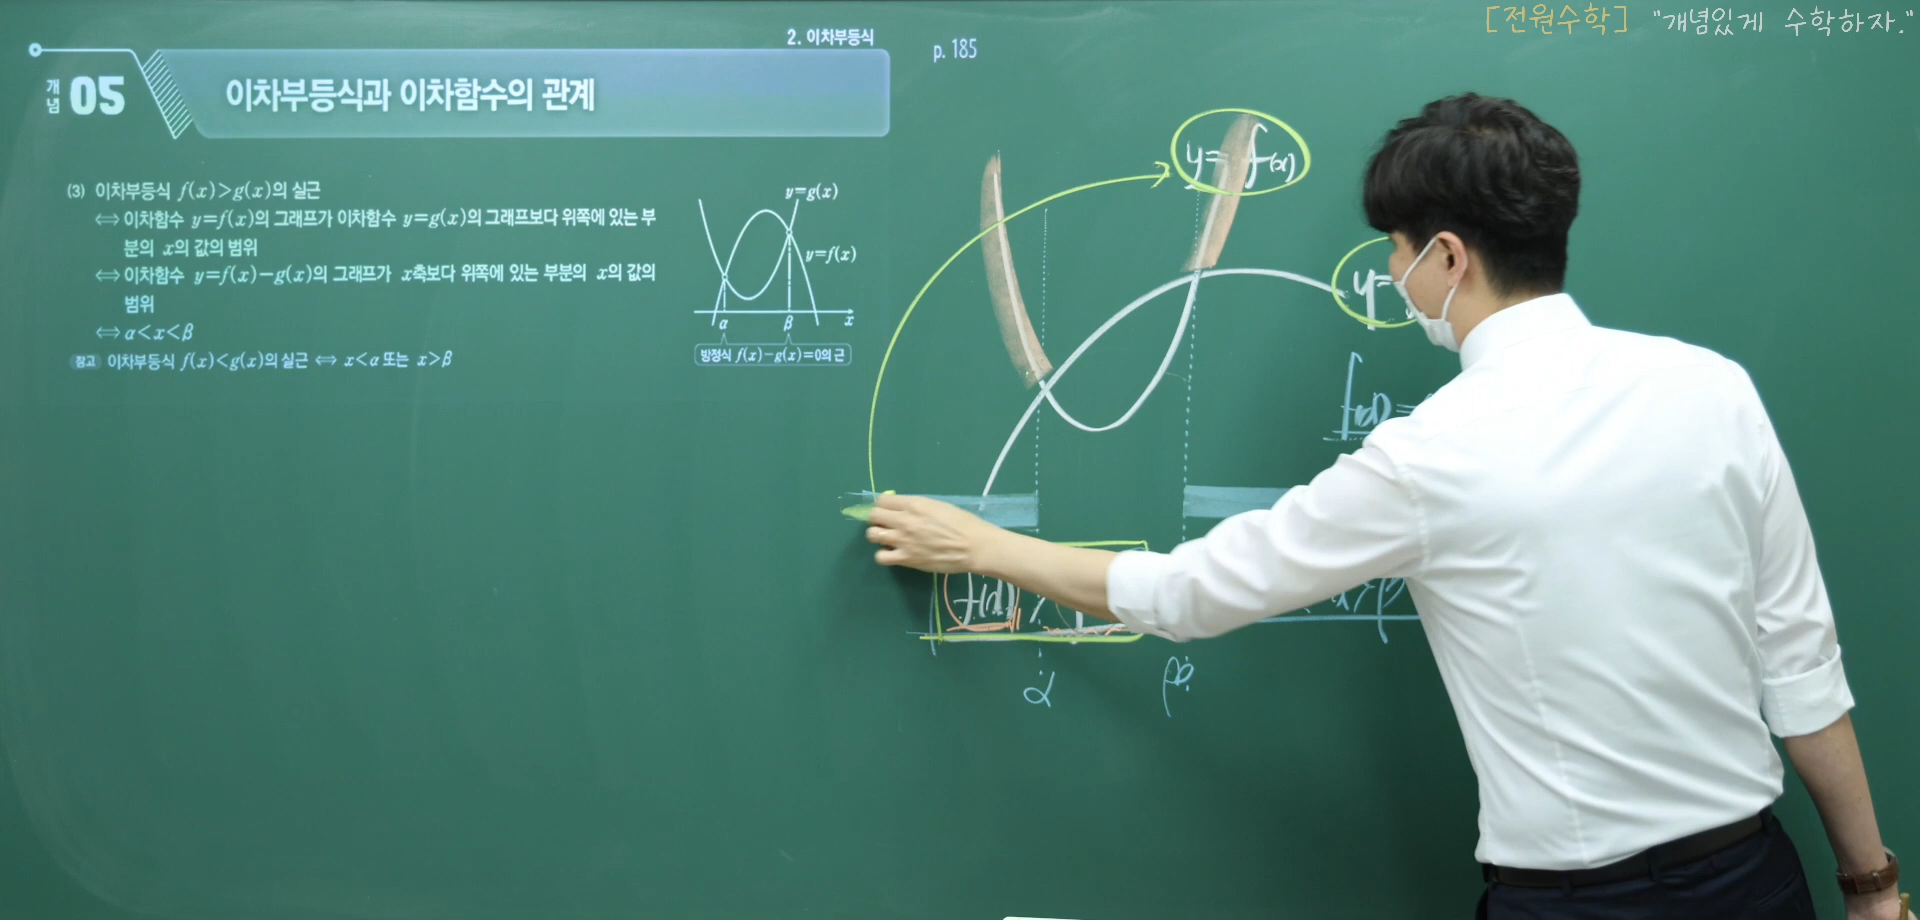 [전원수학] "개념있게 수학하자."
2. 이차부등식
p. 185
개념 05
이차부등식과 이차함수의 관계
(3) 이차부등식 f(x)>g(x)의 실근
⇔ 이차함수 y=f(x)의 그래프가 이차함수 y=g(x)의 그래프보다 위쪽에 있는 부
분의 x의 값의 범위
⇔ 이차함수 y=f(x)-g(x)의 그래프가 x축보다 위쪽에 있는 부분의 x의 값의
범위
⇔ α<x<β
참고 이차부등식 f(x)<g(x)의 실근 ⇔ x<α 또는 x>β
y=g(x)
y=f(x)
α β x
방정식 f(x)-g(x)=0의 근
y=f(x)
y=
f(x)=
f(x) >
x>β
α β